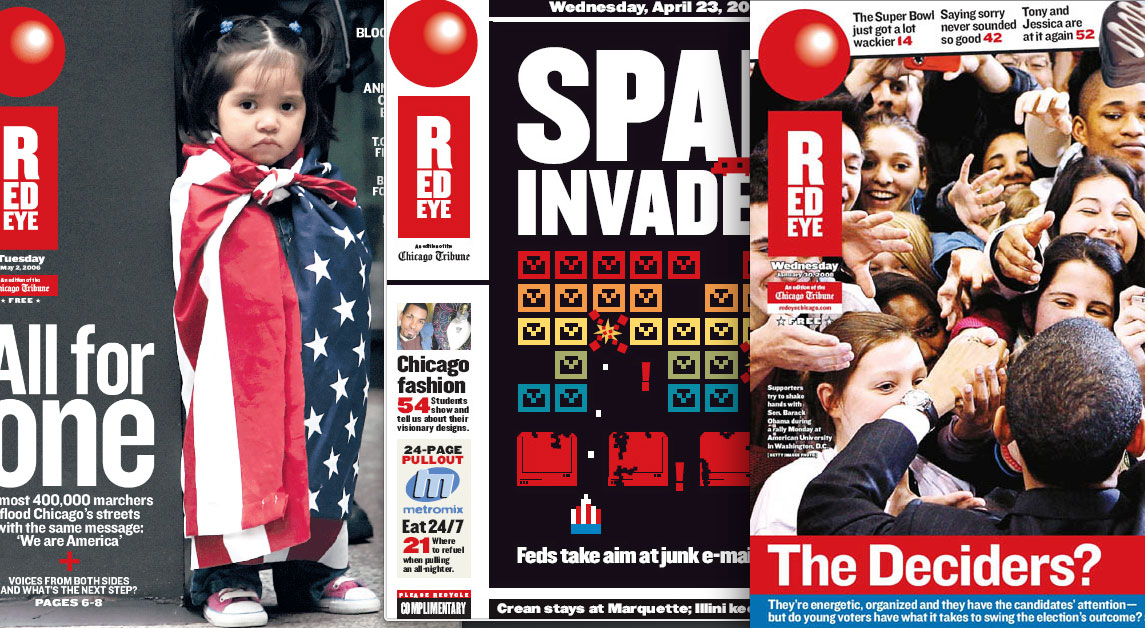 R
ED
EYE
Tuesday
May 2, 2006
An edition of the
Chicago Tribune
★ FREE ★
All for
one
most 400,000 marchers
flood Chicago's streets
with the same message:
'We are America'
+
VOICES FROM BOTH SIDES
AND WHAT'S THE NEXT STEP?
PAGES 6-8
BLO
AN
R
ED
EYE
An edition of the
Chicago Tribune
Chicago
fashion
54 Students
show and
tell us about their
visionary designs.
24-PAGE
PULLOUT
m
metromix
Eat 24/7
21 Where
to refuel
when pulling
an all-nighter.
PLEASE RECYCLE
COMPLIMENTARY
Wednesday, April 23, 20
SPA
INVADE
Feds take aim at junk e-mai
Crean stays at Marquette; Illini ke
The Super Bowl
just got a lot
wackier 14
Saying sorry
never sounded
so good 42
Tony and
Jessica are
at it again 52
R
ED
EYE
Wednesday
January 30, 2008
An edition of the
Chicago Tribune
redeyechicago.com
★ FREE ★
Supporters
try to shake
hands with
Sen. Barack
Obama during
a rally Monday at
American University
in Washington, D.C.
[GETTY IMAGES PHOTO]
The Deciders?
They're energetic, organized and they have the candidates' attention—
but do young voters have what it takes to swing the election's outcome?